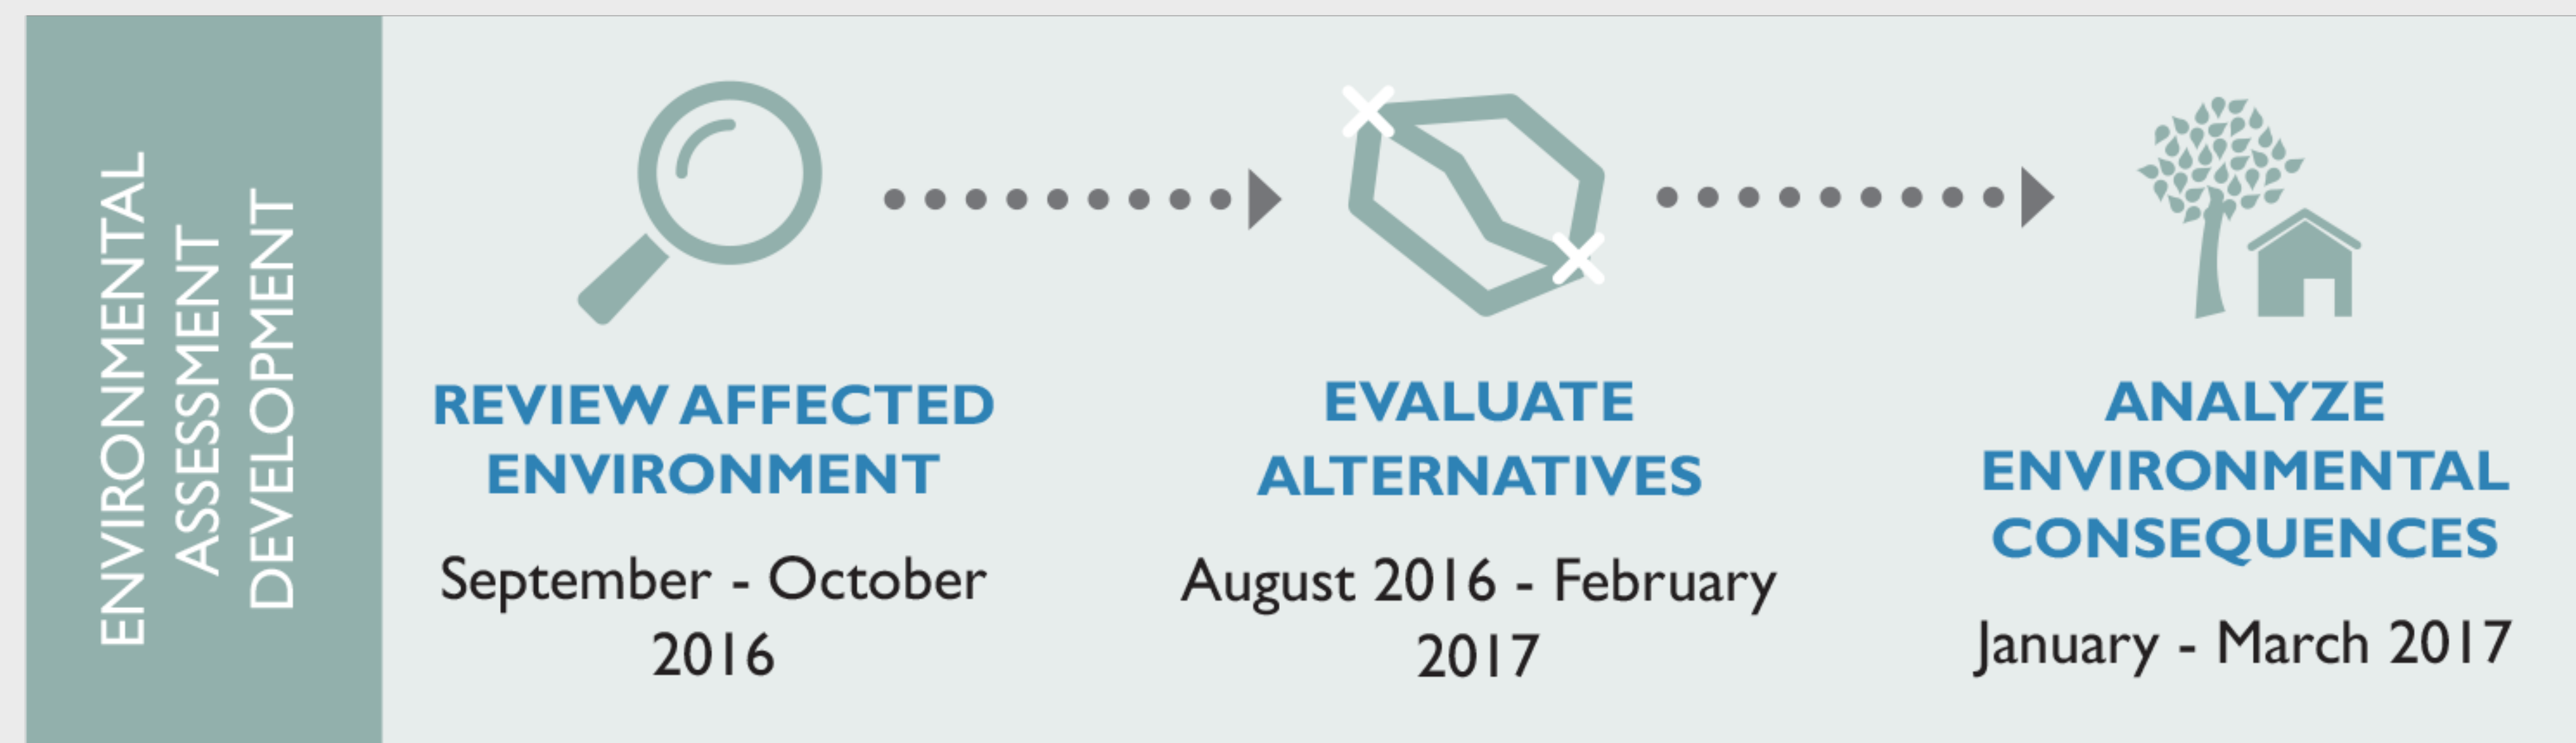 ENVIRONMENTAL
ASSESSMENT
DEVELOPMENT
REVIEW AFFECTED
ENVIRONMENT
September - October
2016
EVALUATE
ALTERNATIVES
August 2016 - February
2017
ANALYZE
ENVIRONMENTAL
CONSEQUENCES
January - March 2017